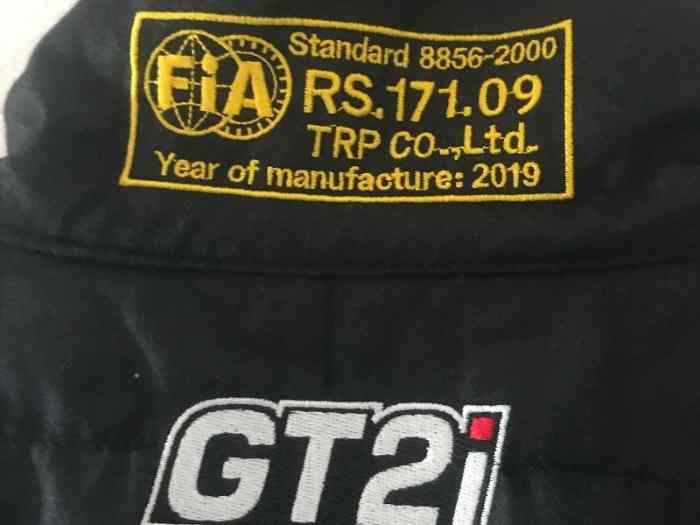 FiA
Standard 8856-2000
RS.171.09
TRP CO.,Ltd.
Year of manufacture: 2019
GT2i